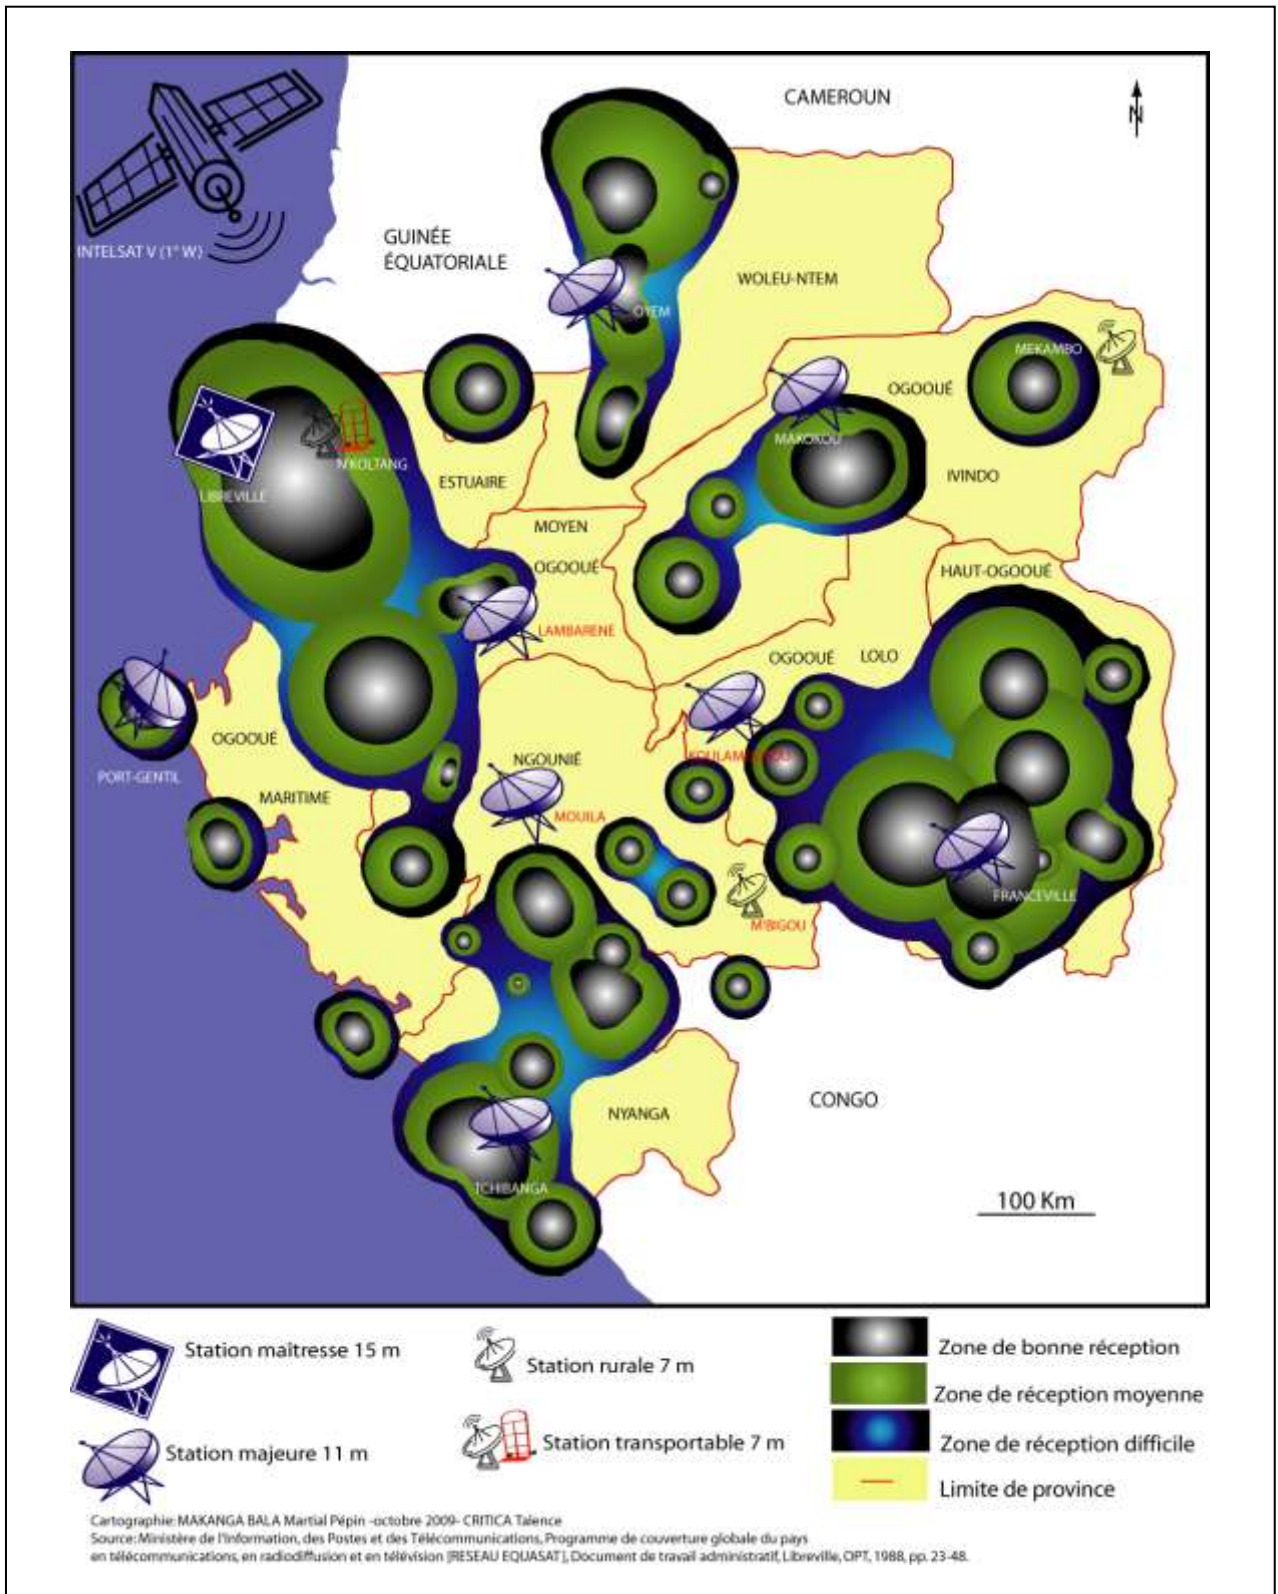 CAMEROUN
N
INTELSAT V (1° W)
GUINÉE
ÉQUATORIALE
WOLEU-NTEM
OYEM
MEKAMBO
OGOOUÉ
MAKOKOU
N'KOLTANG
IVINDO
ESTUAIRE
LIBREVILLE
MOYEN
OGOOUÉ
HAUT-OGOOUÉ
LAMBARENE
OGOOUÉ LOLO
OGOOUÉ
NGOUNIÉ
PORT-GENTIL
MARITIME
MOUILA
FRANCEVILLE
M'BIGOU
CONGO
NYANGA
TCHIBANGA
100 Km
Station maîtresse 15 m
Station rurale 7 m
Zone de bonne réception
Zone de réception moyenne
Station majeure 11 m
Station transportable 7 m
Zone de réception difficile
Limite de province
Cartographie: MAKANGA BALA Martial Pépin -octobre 2009- CRITICA Talence
Source: Ministère de l'Information, des Postes et des Télécommunications, Programme de couverture globale du pays
en télécommunications, en radiodiffusion et en télévision [RESEAU EQUASAT], Document de travail administratif, Libreville, OPT, 1988, pp. 23-48.